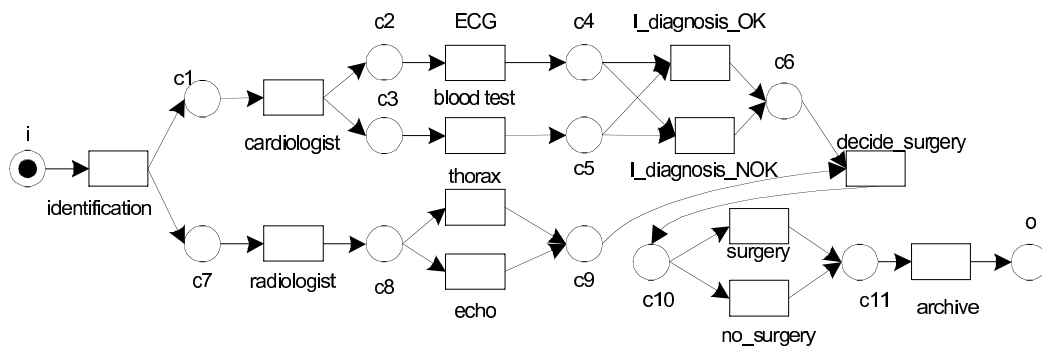 c2
ECG
c4
I_diagnosis_OK
c1
c3
blood test
c6
i
cardiologist
c5
I_diagnosis_NOK
decide_surgery
identification
thorax
c7
radiologist
c8
c9
surgery
o
echo
c10
no_surgery
c11
archive